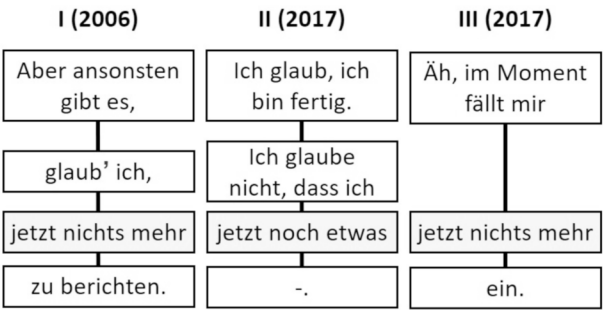 I (2006)
Aber ansonsten
gibt es,
glaub’ ich,
jetzt nichts mehr
zu berichten.
II (2017)
Ich glaub, ich
bin fertig.
Ich glaube
nicht, dass ich
jetzt noch etwas
-.
III (2017)
Äh, im Moment
fällt mir
jetzt nichts mehr
ein.